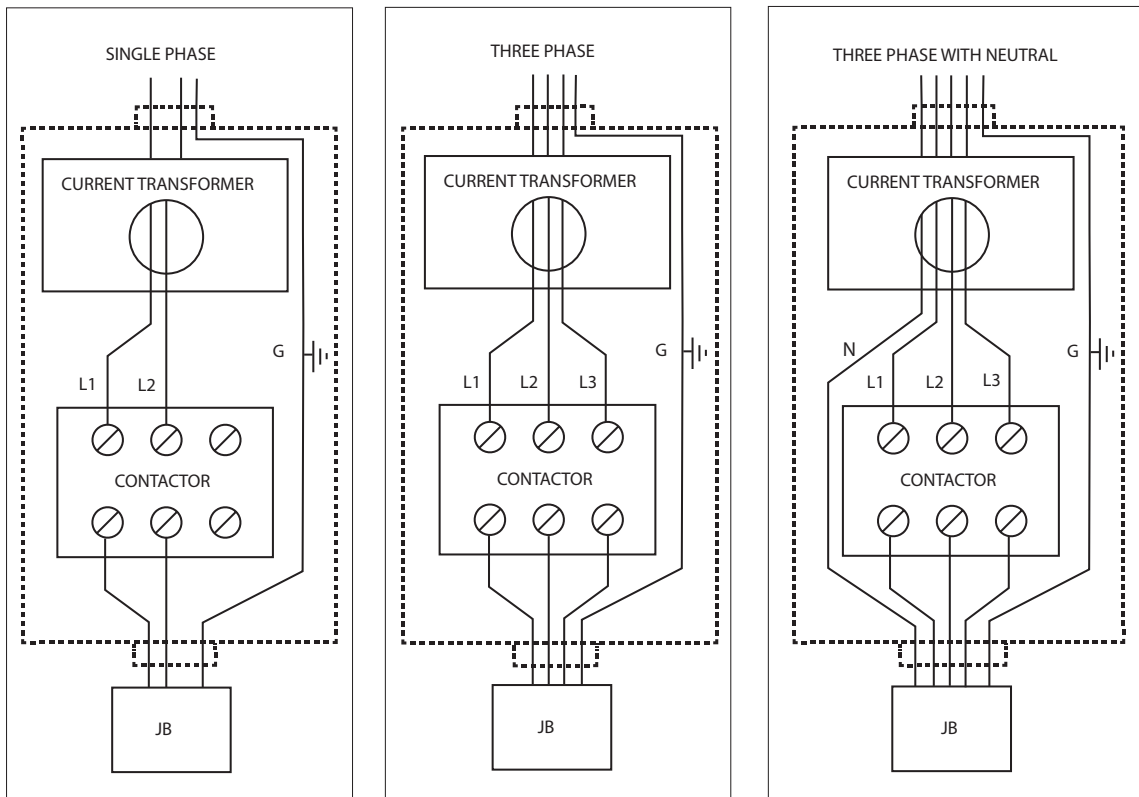 SINGLE PHASE
CURRENT TRANSFORMER
G
L1 L2
CONTACTOR
JB
THREE PHASE
CURRENT TRANSFORMER
G
L1 L2 L3
CONTACTOR
JB
THREE PHASE WITH NEUTRAL
CURRENT TRANSFORMER
N G
L1 L2 L3
CONTACTOR
JB